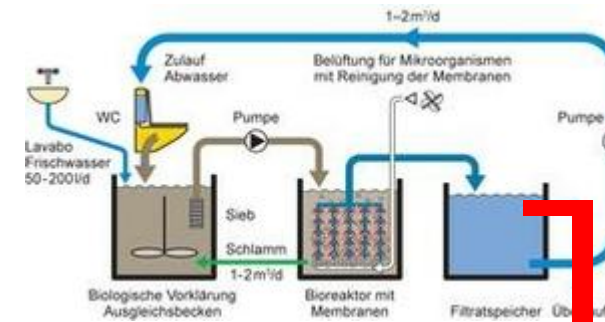 1–2m³/d
Zulauf
Abwasser
Belüftung für Mikroorganismen
mit Reinigung der Membranen
WC
Pumpe
Pumpe
Lavabo
Frischwasser
50-200l/d
Sieb
Schlamm
1-2m³/d
Biologische Vorklärung
Ausgleichsbecken
Bioreaktor mit
Membranen
Filtratspeicher